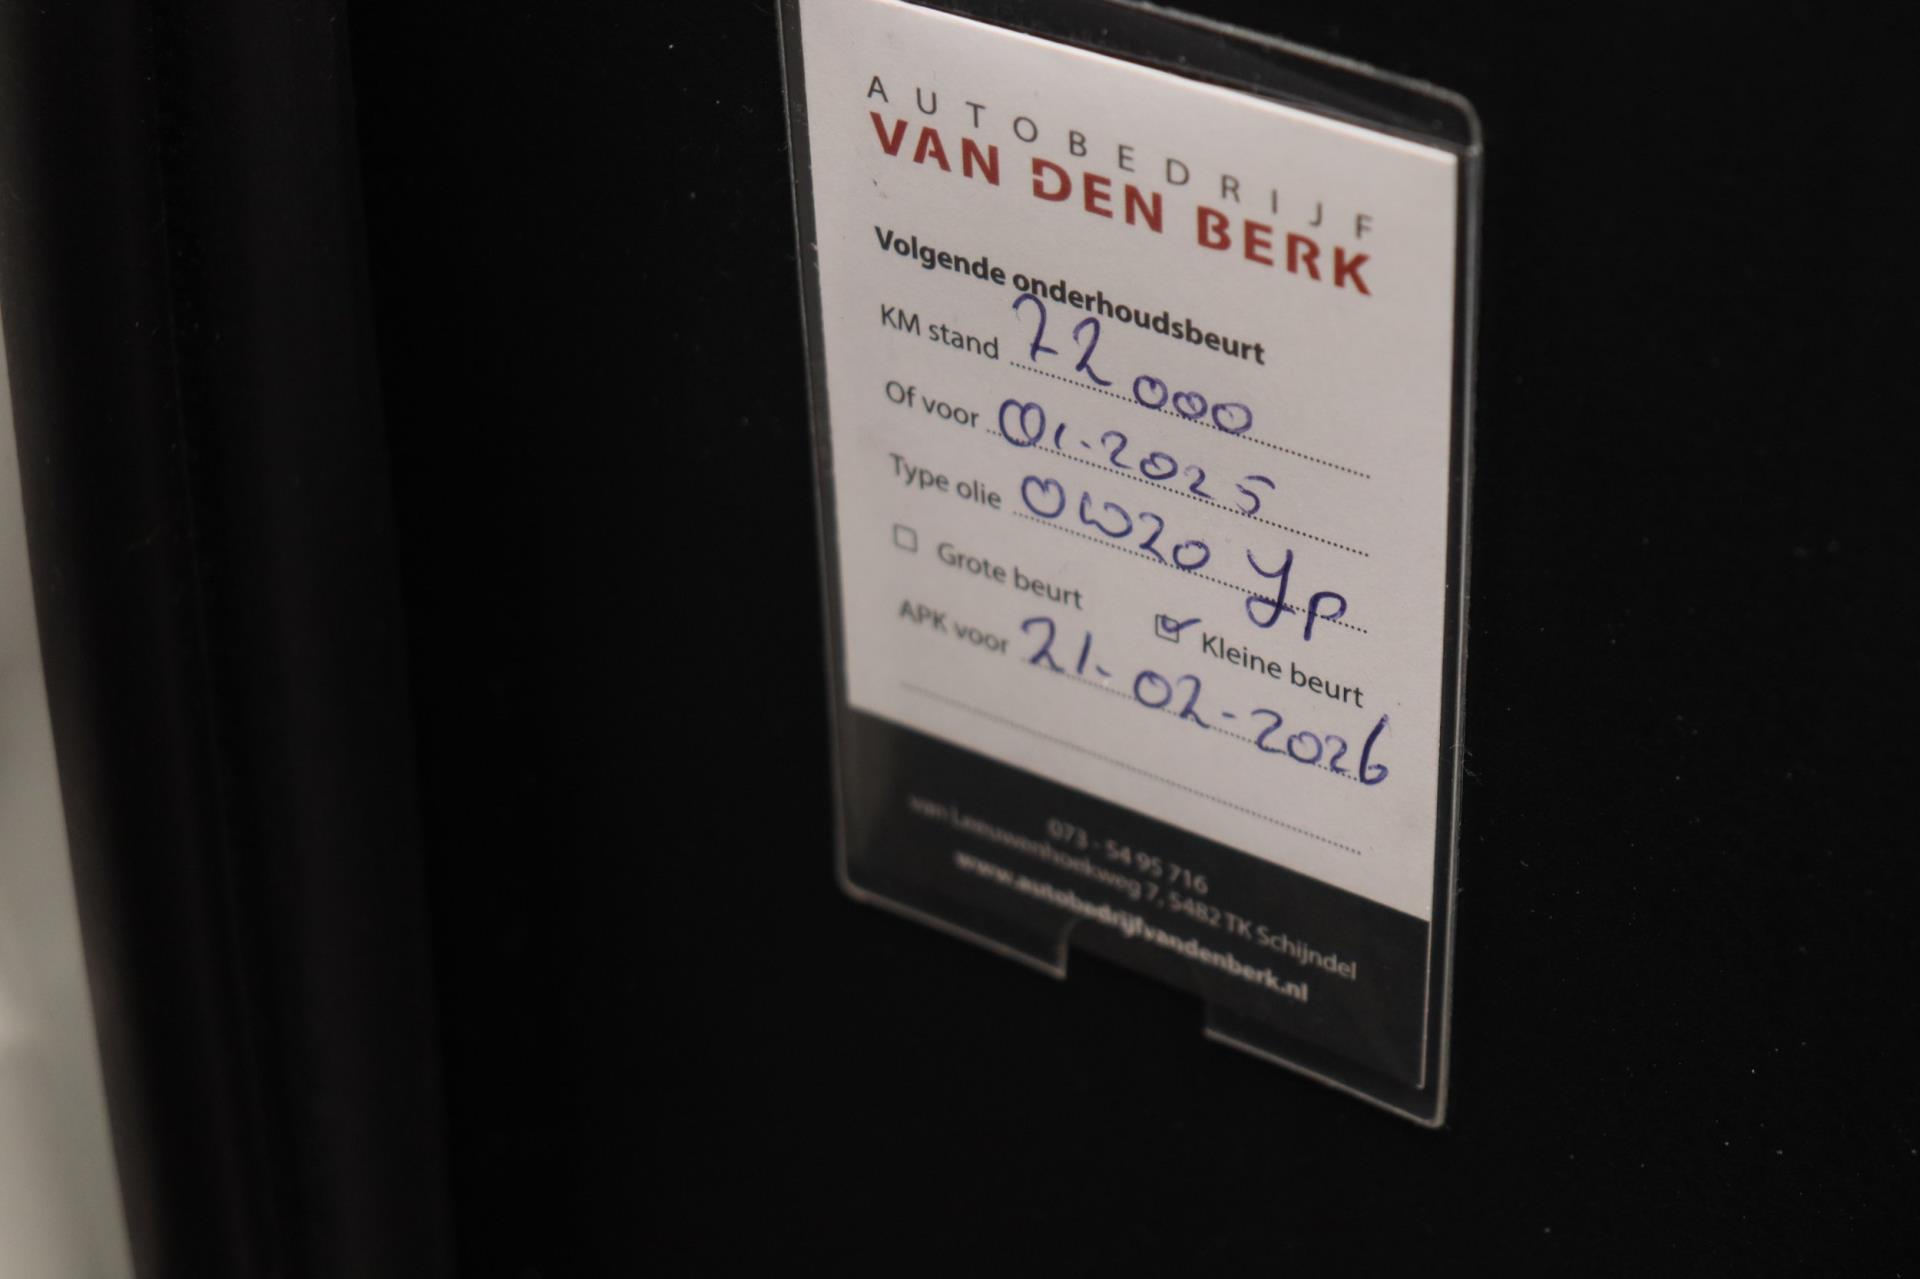 AUTOBEDRIJF
VAN DEN BERK
Volgende onderhoudsbeurt
KM stand 22 000
Of voor 01-2025
Type olie 0W20 Jp
Grote beurt Kleine beurt
APK voor 21-02-2026
073 - 54 95 716
van Leeuwenhoekweg 7, 5482 TK Schijndel
www.autobedrijfvandenberk.nl